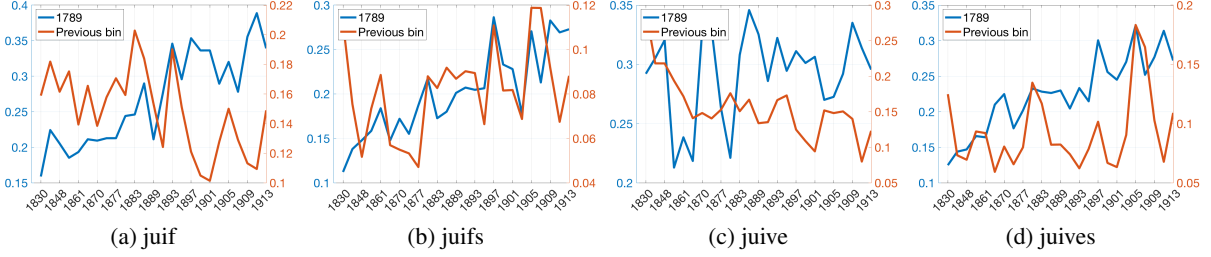 0.4 0.22 0.3 0.12 0.35 0.3 0.35 0.2
1789 1789 1789 1789
Previous bin Previous bin Previous bin Previous bin
0.2
0.35 0.25 0.1 0.25 0.3
0.18 0.3 0.15
0.3 0.16 0.2 0.08 0.2 0.25
0.25 0.14 0.25 0.15 0.2 0.1
0.15 0.06 0.1
0.2 0.12 0.15
0.15 0.1 0.1 0.04 0.2 0.05 0.1 0.05
1830 1848 1861 1870 1877 1883 1889 1893 1897 1901 1905 1909 1913 1830 1848 1861 1870 1877 1883 1889 1893 1897 1901 1905 1909 1913 1830 1848 1861 1870 1877 1883 1889 1893 1897 1901 1905 1909 1913 1830 1848 1861 1870 1877 1883 1889 1893 1897 1901 1905 1909 1913
(a) juif (b) juifs (c) juive (d) juives